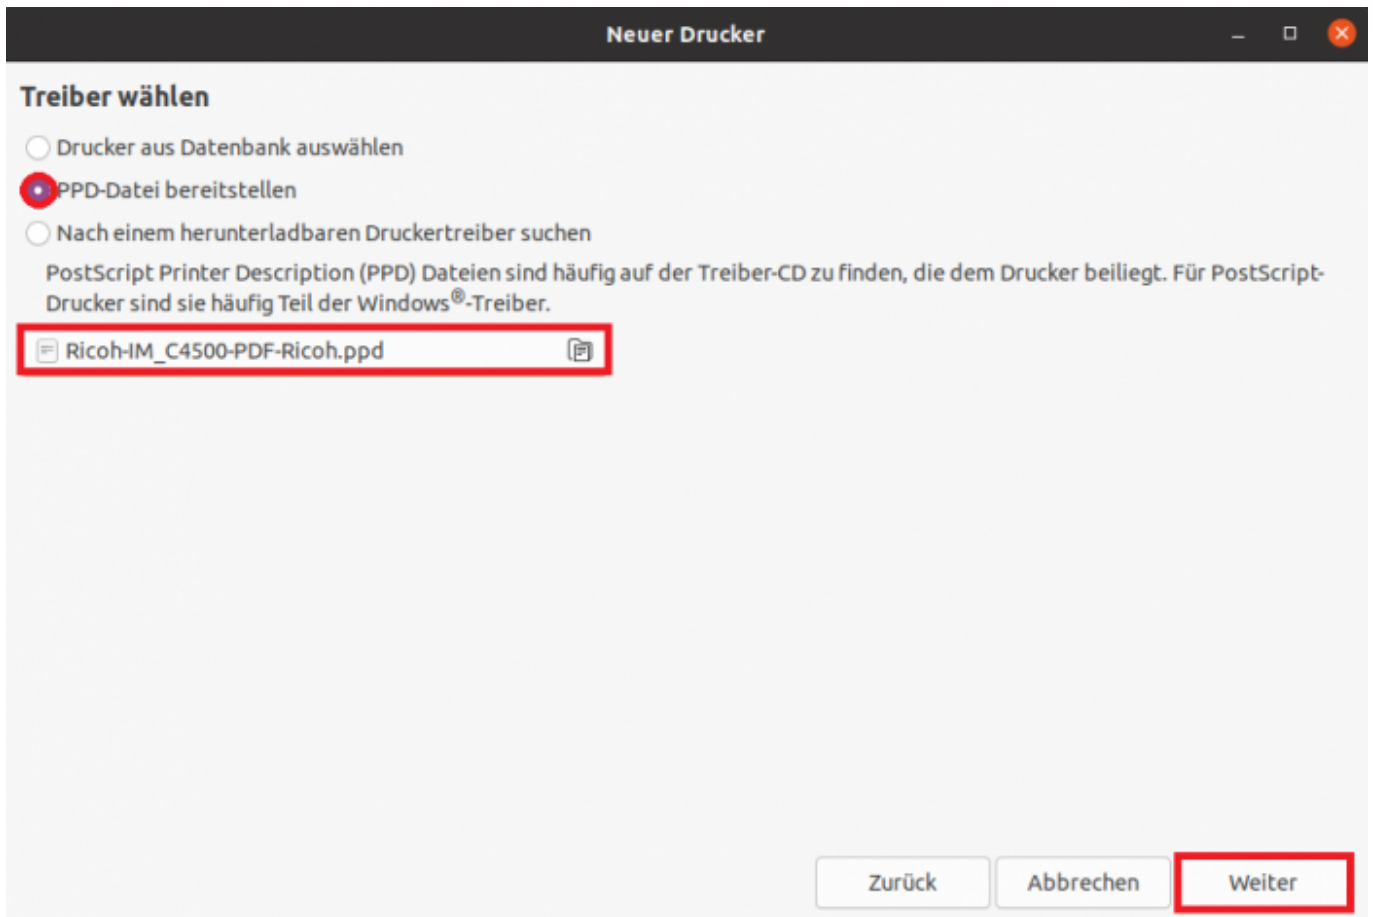 Neuer Drucker
Treiber wählen
Drucker aus Datenbank auswählen
PPD-Datei bereitstellen
Nach einem herunterladbaren Druckertreiber suchen
PostScript Printer Description (PPD) Dateien sind häufig auf der Treiber-CD zu finden, die dem Drucker beiliegt. Für PostScript-
Drucker sind sie häufig Teil der Windows®-Treiber.
Ricoh-IM_C4500-PDF-Ricoh.ppd
Zurück Abbrechen Weiter